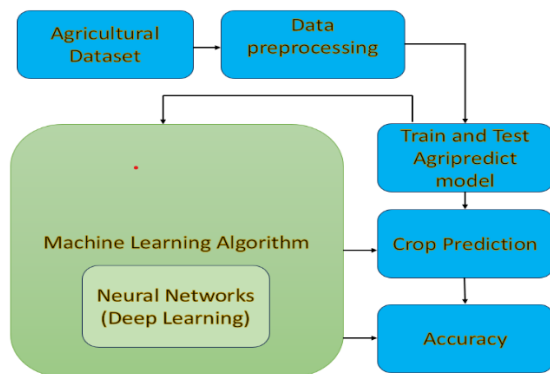 Agricultural
Dataset
Data
preprocessing
Train and Test
Agripredict
model
Machine Learning Algorithm
Neural Networks
(Deep Learning)
Crop Prediction
Accuracy